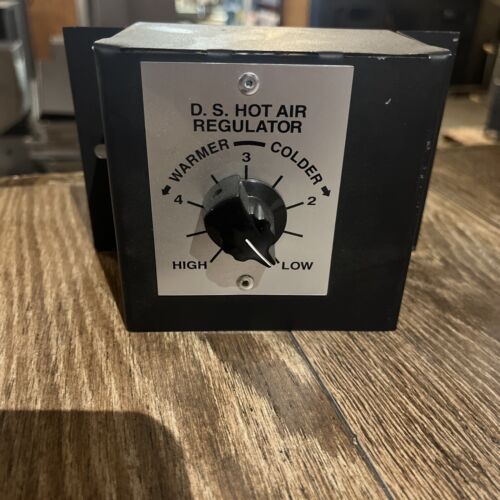 D. S. HOT AIR
REGULATOR
WARMER COLDER
3
4 2
HIGH LOW